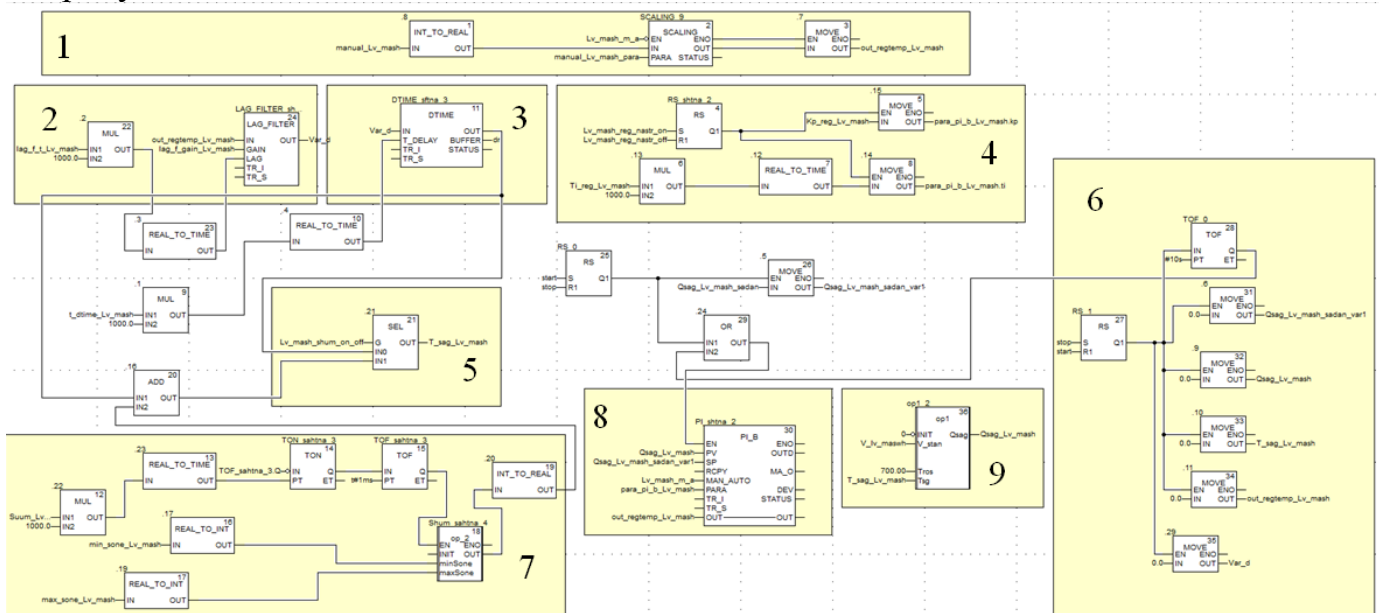 1
.8
1
INT_TO_REAL
manual_Lv_mash
IN OUT
SCALING_9
2
SCALING
Lv_mash_m_a
EN ENO
IN OUT
manual_Lv_mash_para
PARA STATUS
.7
3
MOVE
EN ENO
IN OUT
out_regtemp_Lv_mash
2
.2
22
MUL
lag_f_t_Lv_mash
IN1 OUT
1000.0
IN2
LAG_FILTER_sh...
24
LAG_FILTER
out_regtemp_Lv_mash
IN OUT
Var_d
lag_f_gain_Lv_mash
GAIN
LAG
TR_I
TR_S
3
DTIME_sftna_3
11
DTIME
Var_d
IN OUT
T_DELAY BUFFER
dr
TR_I STATUS
TR_S
4
RS_shtna_2
4
RS
Lv_mash_reg_nastr_on
S Q1
Lv_mash_reg_nastr_off
R1
.15
5
MOVE
EN ENO
Kp_reg_Lv_mash
IN OUT
para_pi_b_Lv_mash.kp
.13
6
MUL
Ti_reg_Lv_mash
IN1 OUT
1000.0
IN2
.12
7
REAL_TO_TIME
IN OUT
.14
8
MOVE
EN ENO
IN OUT
para_pi_b_Lv_mash.ti
.3
23
REAL_TO_TIME
IN OUT
.4
10
REAL_TO_TIME
IN OUT
.1
9
MUL
t_dtime_Lv_mash
IN1 OUT
1000.0
IN2
RS_0
25
RS
start
S Q1
stop
R1
.5
26
MOVE
EN ENO
Qsag_Lv_mash_sadan
IN OUT
Qsag_Lv_mash_sadan_var1
.24
29
OR
IN1 OUT
IN2
5
.21
21
SEL
Lv_mash_shum_on_off
G OUT
T_sag_Lv_mash
IN0
IN1
.16
20
ADD
IN1 OUT
IN2
6
TOF_0
28
TOF
IN Q
#10s
PT ET
RS_1
27
RS
stop
S Q1
start
R1
.6
31
MOVE
EN ENO
0.0
IN OUT
Qsag_Lv_mash_sadan_var1
.9
32
MOVE
EN ENO
0.0
IN OUT
Qsag_Lv_mash
.10
33
MOVE
EN ENO
0.0
IN OUT
T_sag_Lv_mash
.11
34
MOVE
EN ENO
0.0
IN OUT
out_regtemp_Lv_mash
.29
35
MOVE
EN ENO
0.0
IN OUT
Var_d
7
.22
12
MUL
Suum_Lv...
IN1 OUT
1000.0
IN2
.23
13
REAL_TO_TIME
IN OUT
TON_sahtna_3
14
TON
TOF_sahtna_3.Q
IN Q
PT ET
TOF_sahtna_3
15
TOF
IN Q
t#1ms
PT ET
.17
16
REAL_TO_INT
min_sone_Lv_mash
IN OUT
.19
17
REAL_TO_INT
max_sone_Lv_mash
IN OUT
Shum_sahtna_4
18
op_2
EN ENO
INIT OUT
minSone
maxSone
.20
19
INT_TO_REAL
IN OUT
8
PI_shtna_2
30
PI_B
EN ENO
Qsag_Lv_mash
PV OUTD
Qsag_Lv_mash_sadan_var1
SP
RCPY MA_O
Lv_mash_m_a
MAN_AUTO
para_pi_b_Lv_mash
PARA DEV
TR_I STATUS
TR_S
out_regtemp_Lv_mash
OUT OUT
9
op1_2
36
op1
0
INIT Qsag
Qsag_Lv_mash
V_lv_maswh
V_stan
700.00
Tros
T_sag_Lv_mash
Tsg